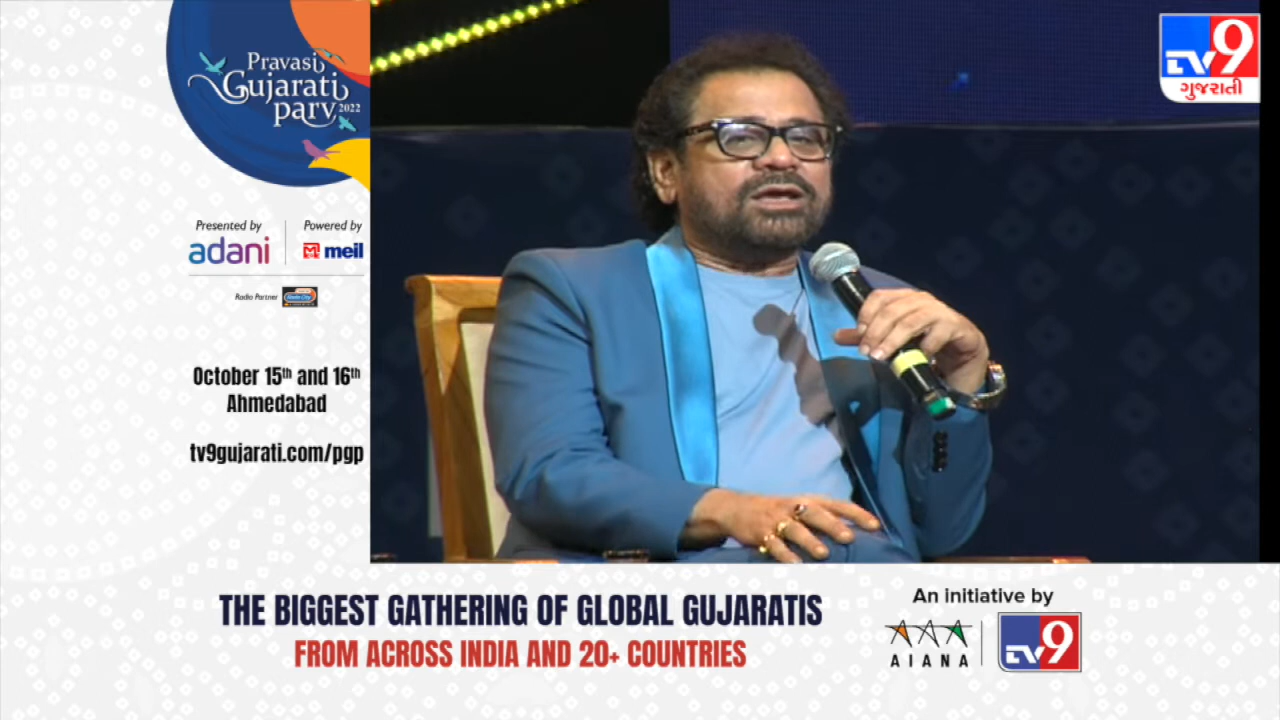 Pravasi
Gujarati
parv 2022
TV9
ગુજરાતી
Presented by
adani
Powered by
meil
Radio Partner
Radio City
October 15th and 16th
Ahmedabad
tv9gujarati.com/pgp
THE BIGGEST GATHERING OF GLOBAL GUJARATIS
FROM ACROSS INDIA AND 20+ COUNTRIES
An initiative by
AIANA
TV9